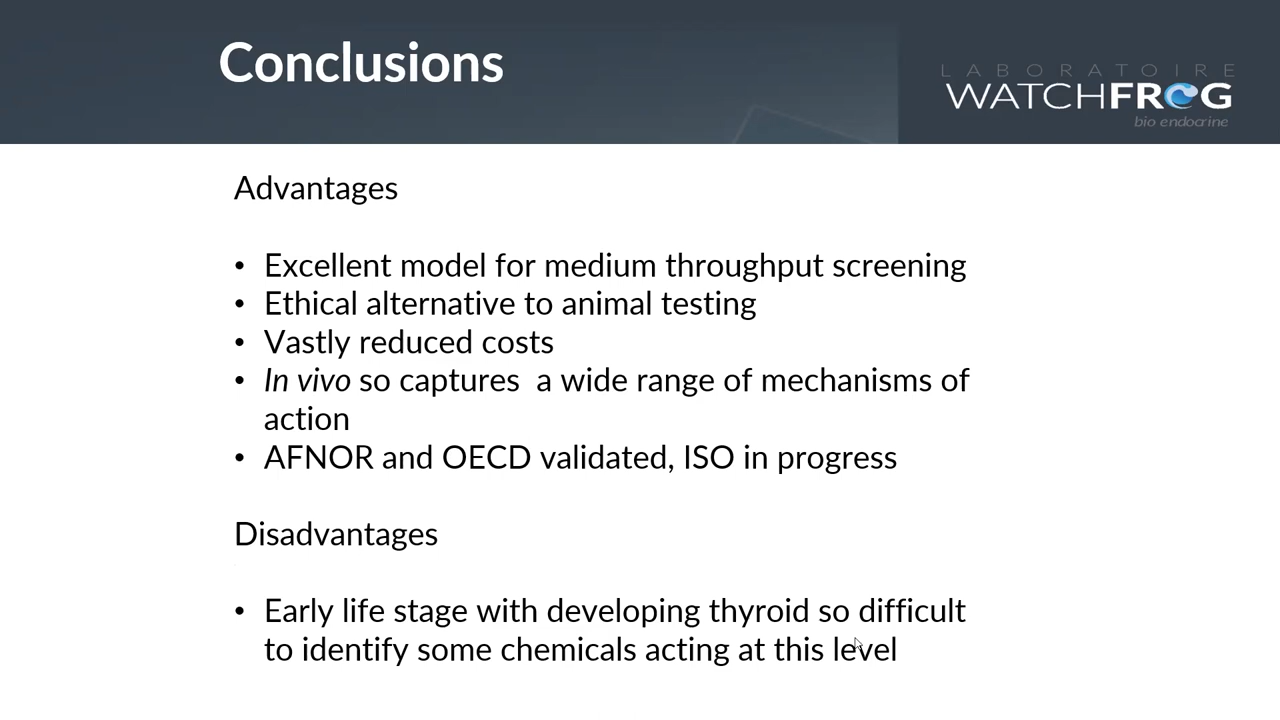 Conclusions
LABORATOIRE
WATCHFROG
bio endocrine
Advantages
• Excellent model for medium throughput screening
• Ethical alternative to animal testing
• Vastly reduced costs
• In vivo so captures  a wide range of mechanisms of
action
• AFNOR and OECD validated, ISO in progress
Disadvantages
• Early life stage with developing thyroid so difficult
to identify some chemicals acting at this level